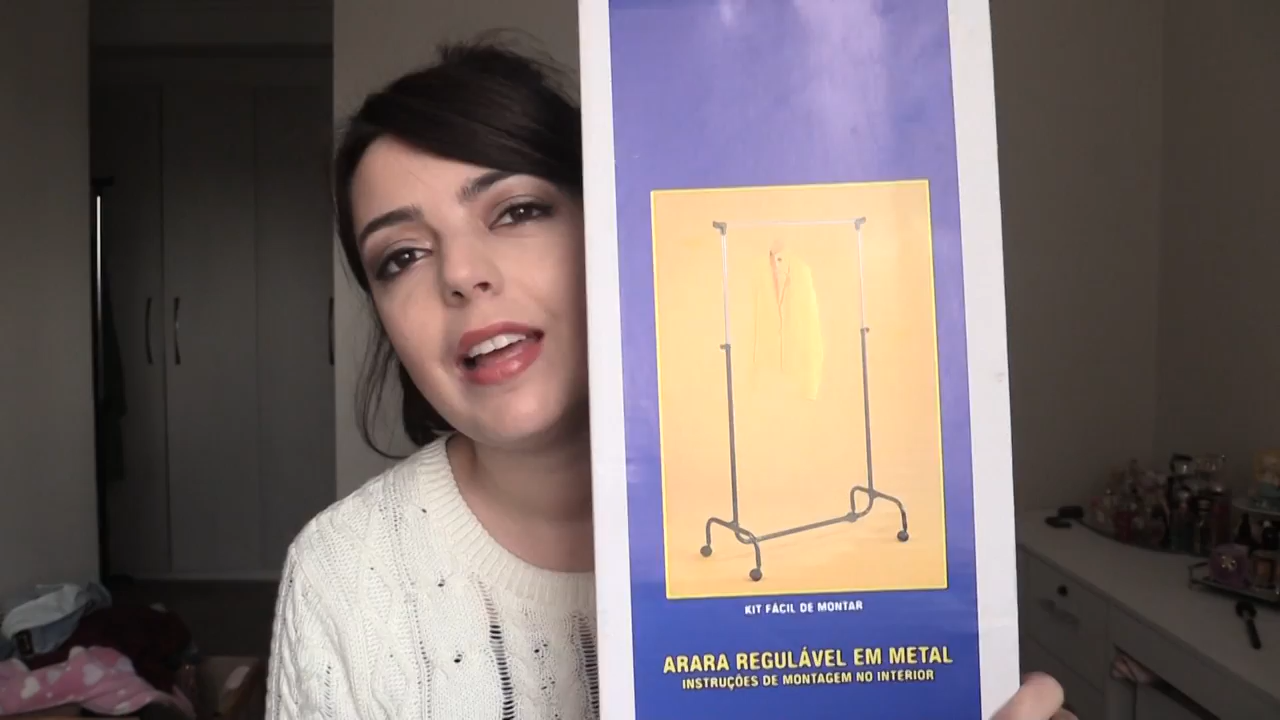 KIT FÁCIL DE MONTAR
ARARA REGULÁVEL EM METAL
INSTRUÇÕES DE MONTAGEM NO INTERIOR